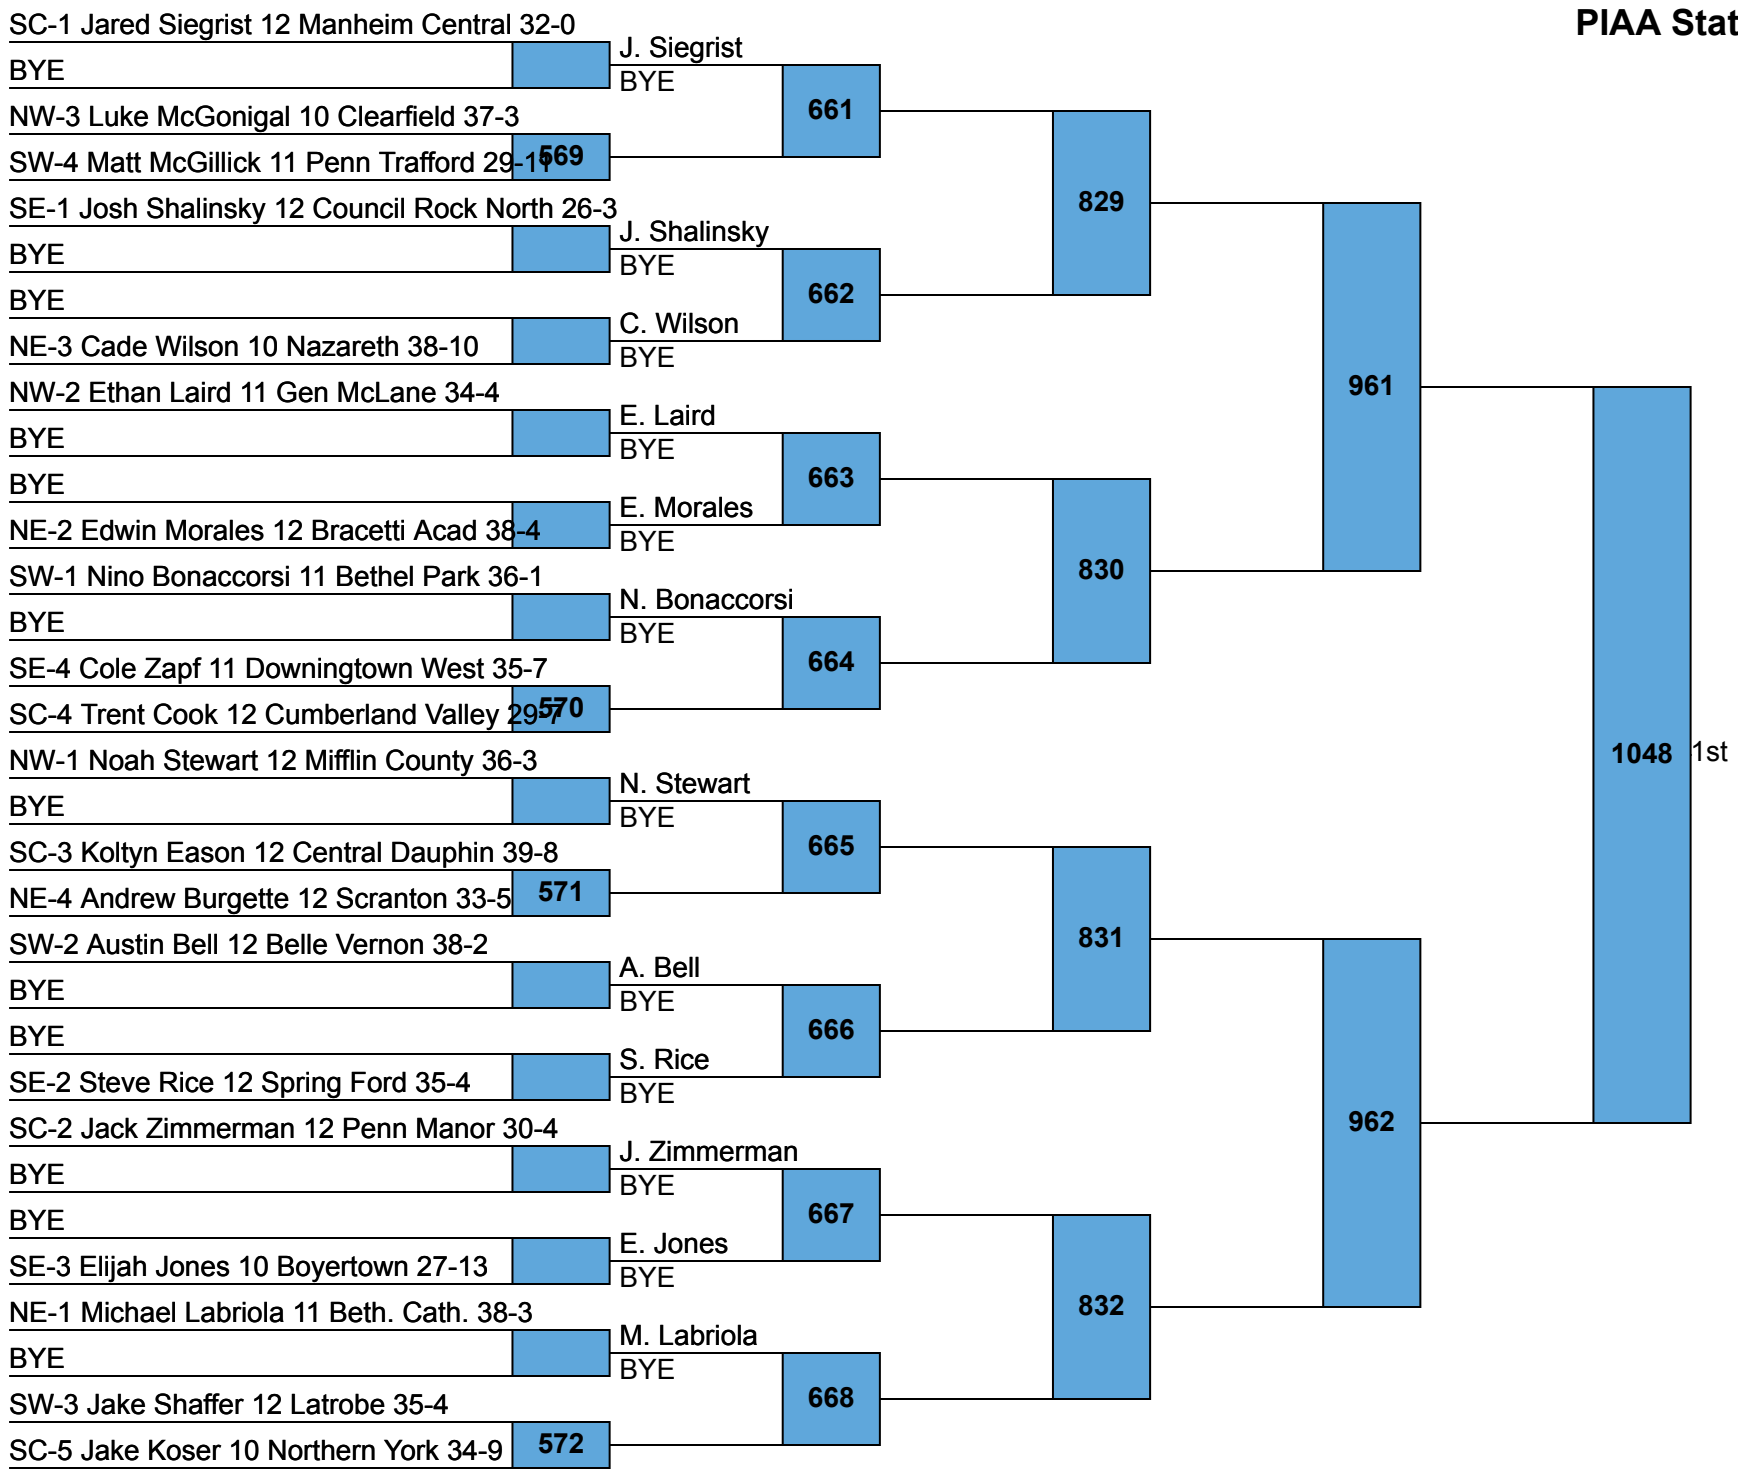 PIAA Stat
SC-1 Jared Siegrist 12 Manheim Central 32-0
BYE
NW-3 Luke McGonigal 10 Clearfield 37-3
SW-4 Matt McGillick 11 Penn Trafford 29-11
569
SE-1 Josh Shalinsky 12 Council Rock North 26-3
BYE
BYE
NE-3 Cade Wilson 10 Nazareth 38-10
NW-2 Ethan Laird 11 Gen McLane 34-4
BYE
BYE
NE-2 Edwin Morales 12 Bracetti Acad 38-4
SW-1 Nino Bonaccorsi 11 Bethel Park 36-1
BYE
SE-4 Cole Zapf 11 Downingtown West 35-7
SC-4 Trent Cook 12 Cumberland Valley 29-7
570
NW-1 Noah Stewart 12 Mifflin County 36-3
BYE
SC-3 Koltyn Eason 12 Central Dauphin 39-8
NE-4 Andrew Burgette 12 Scranton 33-5
571
SW-2 Austin Bell 12 Belle Vernon 38-2
BYE
BYE
SE-2 Steve Rice 12 Spring Ford 35-4
SC-2 Jack Zimmerman 12 Penn Manor 30-4
BYE
BYE
SE-3 Elijah Jones 10 Boyertown 27-13
NE-1 Michael Labriola 11 Beth. Cath. 38-3
BYE
SW-3 Jake Shaffer 12 Latrobe 35-4
SC-5 Jake Koser 10 Northern York 34-9
572
J. Siegrist
BYE
661
J. Shalinsky
BYE
662
C. Wilson
BYE
E. Laird
BYE
663
E. Morales
BYE
N. Bonaccorsi
BYE
664
N. Stewart
BYE
665
A. Bell
BYE
666
S. Rice
BYE
J. Zimmerman
BYE
667
E. Jones
BYE
M. Labriola
BYE
668
829
830
831
832
961
962
1048
1st